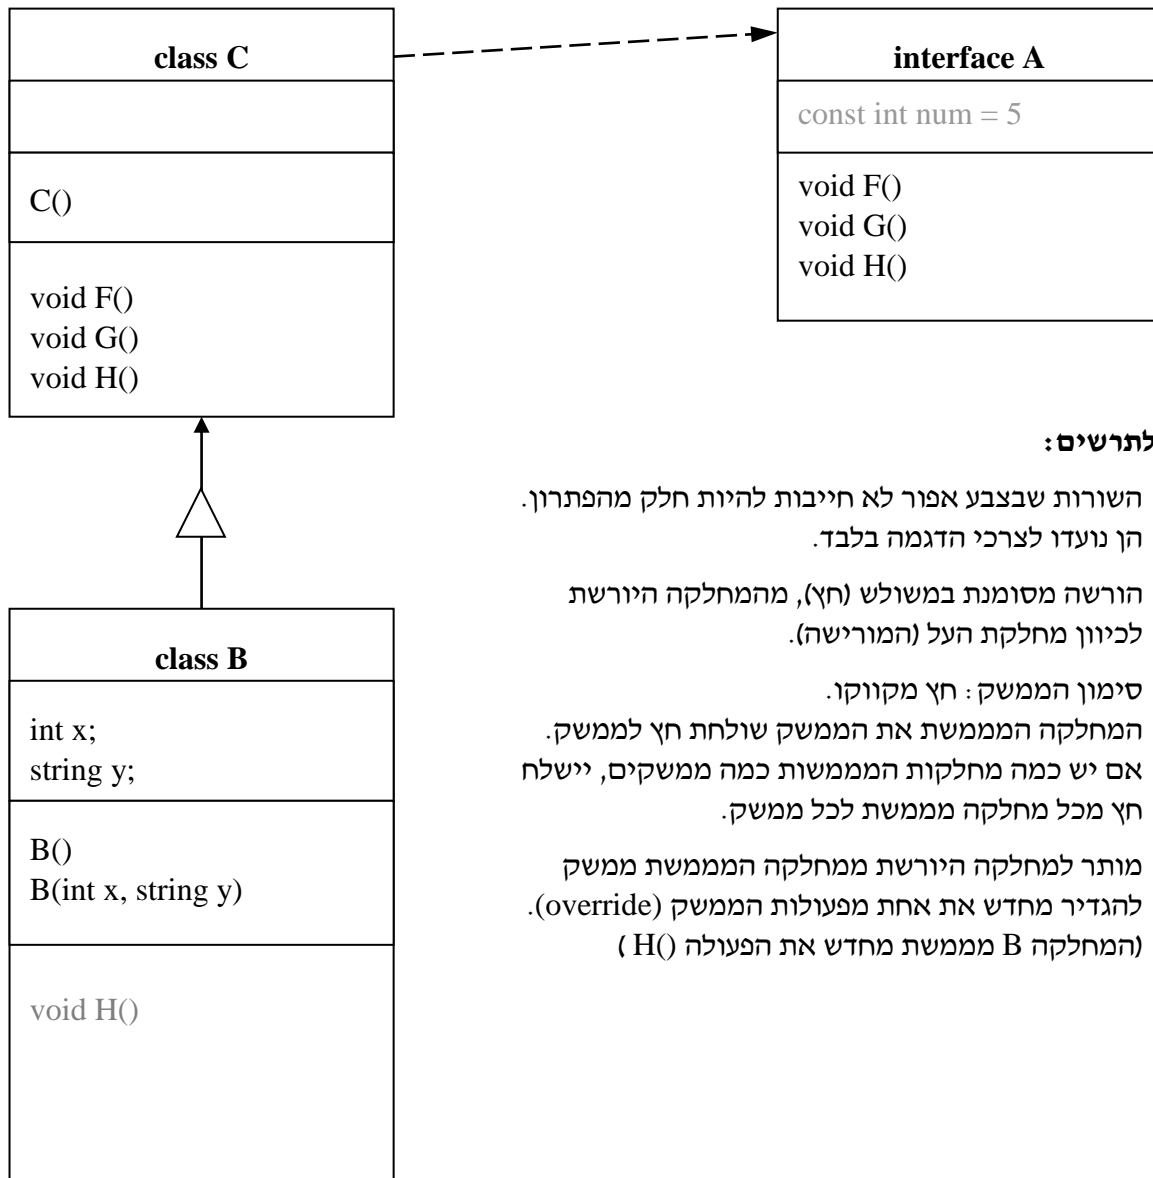 class C
C()
void F()
void G()
void H()
interface A
const int num = 5
void F()
void G()
void H()
class B
int x;
string y;
B()
B(int x, string y)
void H()
לתרשים:
השורות שבצבע אפור לא חייבות להיות חלק מהפתרון.
הן נועדו לצרכי הדגמה בלבד.
הורשה מסומנת במשולש (חץ), מהמחלקה היורשת
לכיוון מחלקת העל (המורישה).
סימון הממשק: חץ מקווקו.
המחלקה המממשת את הממשק שולחת חץ לממשק.
אם יש כמה מחלקות המממשות כמה ממשקים, יישלח
חץ מכל מחלקה מממשת לכל ממשק.
מותר למחלקה היורשת ממחלקה המממשת ממשק
להגדיר מחדש את אחת מפעולות הממשק (override).
(המחלקה B מממשת מחדש את הפעולה H() )